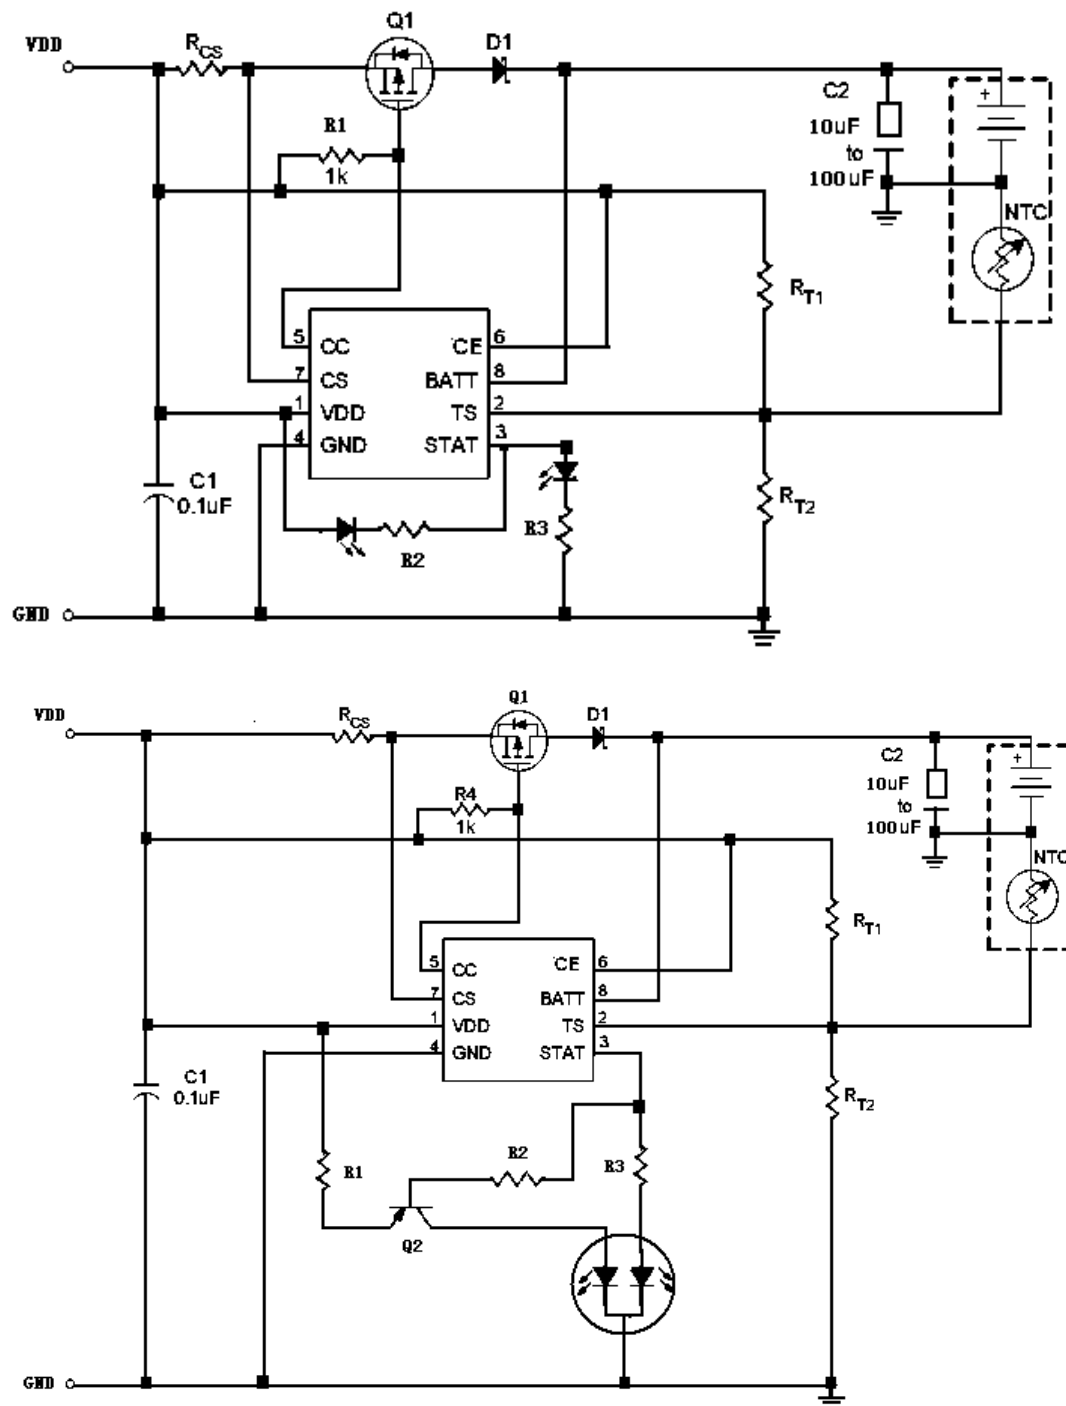 Q1
VDD
RCS
D1
C2
10uF
to
100uF
+
R1
1k
NTC
RT1
5 CC CE 6
7 CS BATT 8
1 VDD TS 2
4 GND STAT 3
C1
0.1uF
R2
R3
RT2
GND
Q1
VDD
RCS
D1
C2
10uF
to
100uF
+
R4
1k
NTC
RT1
5 CC CE 6
7 CS BATT 8
1 VDD TS 2
4 GND STAT 3
C1
0.1uF
RT2
R1
R2
R3
Q2
GND